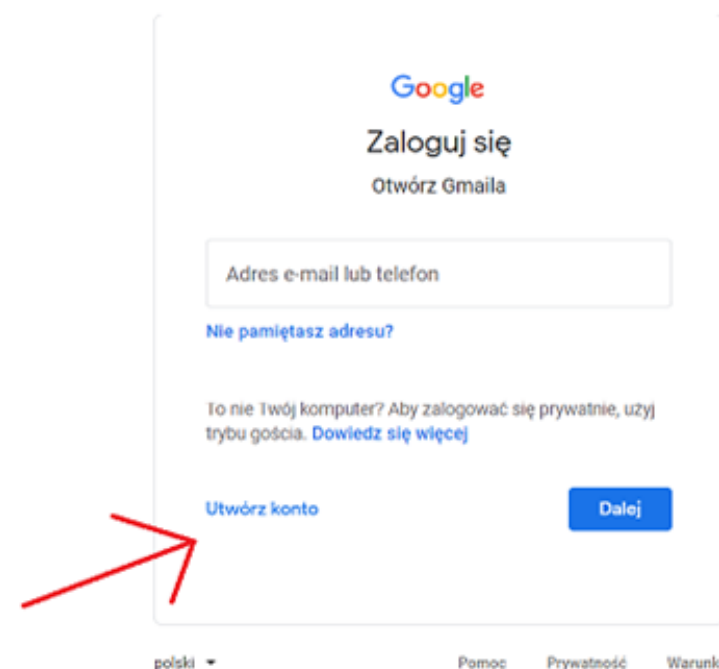 Google
Zaloguj się
Otwórz Gmaila
Adres e-mail lub telefon
Nie pamiętasz adresu?
To nie Twój komputer? Aby zalogować się prywatnie, użyj
trybu gościa. Dowiedz się więcej
Utwórz konto Dalej
polski Pomoc Prywatność Warunk